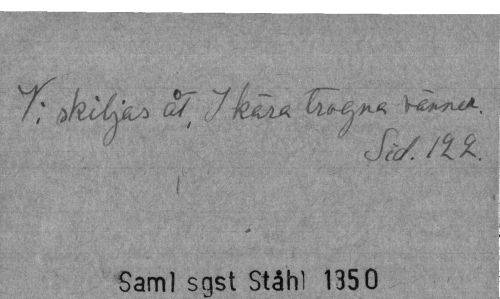 Vi skiljas åt, I kära trogna vänner.
Sid. 122.
Saml sgst Ståhl 1350